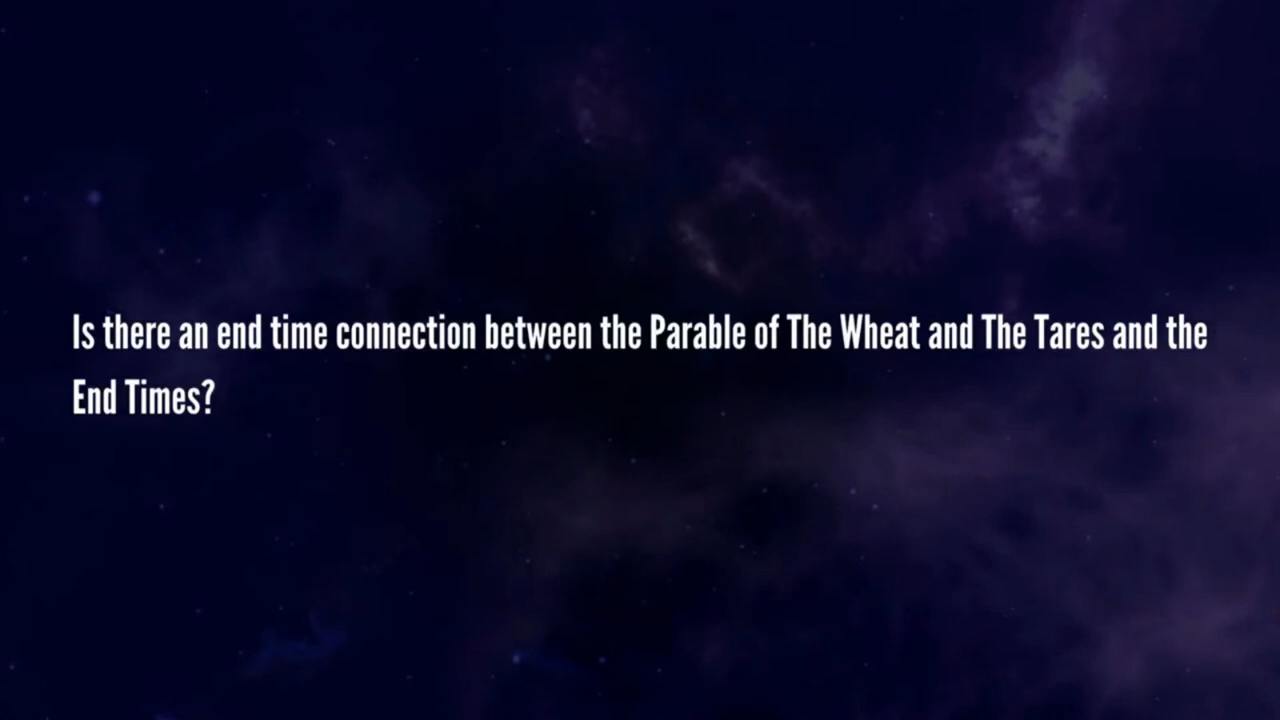 Is there an end time connection between the Parable of The Wheat and The Tares and the
End Times?